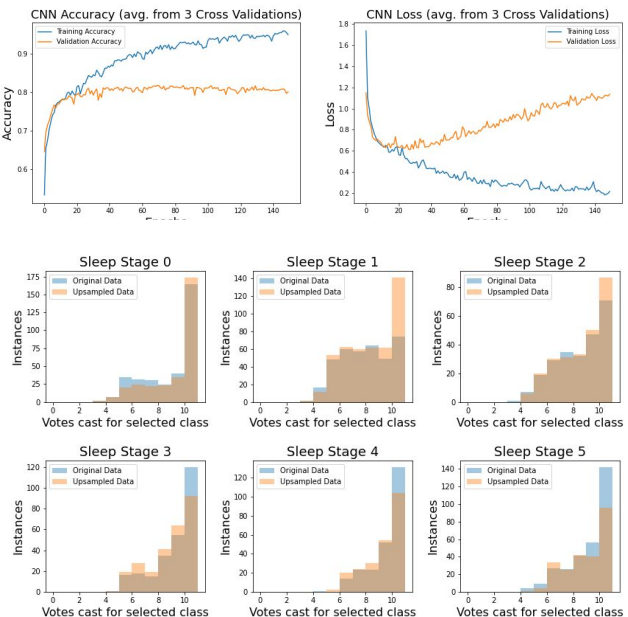 CNN Accuracy (avg. from 3 Cross Validations)
Training Accuracy
Validation Accuracy
Accuracy
0.9
0.8
0.7
0.6
0 20 40 60 80 100 120 140
CNN Loss (avg. from 3 Cross Validations)
Training Loss
Validation Loss
Loss
1.8
1.6
1.4
1.2
1.0
0.8
0.6
0.4
0.2
0 20 40 60 80 100 120 140
Sleep Stage 0
Original Data
Upsampled Data
Instances
175
150
125
100
75
50
25
0
0 2 4 6 8 10
Votes cast for selected class
Sleep Stage 1
Original Data
Upsampled Data
Instances
140
120
100
80
60
40
20
0
0 2 4 6 8 10
Votes cast for selected class
Sleep Stage 2
Original Data
Upsampled Data
Instances
80
60
40
20
0
0 2 4 6 8 10
Votes cast for selected class
Sleep Stage 3
Original Data
Upsampled Data
Instances
120
100
80
60
40
20
0
0 2 4 6 8 10
Votes cast for selected class
Sleep Stage 4
Original Data
Upsampled Data
Instances
120
100
80
60
40
20
0
0 2 4 6 8 10
Votes cast for selected class
Sleep Stage 5
Original Data
Upsampled Data
Instances
140
120
100
80
60
40
20
0
0 2 4 6 8 10
Votes cast for selected class